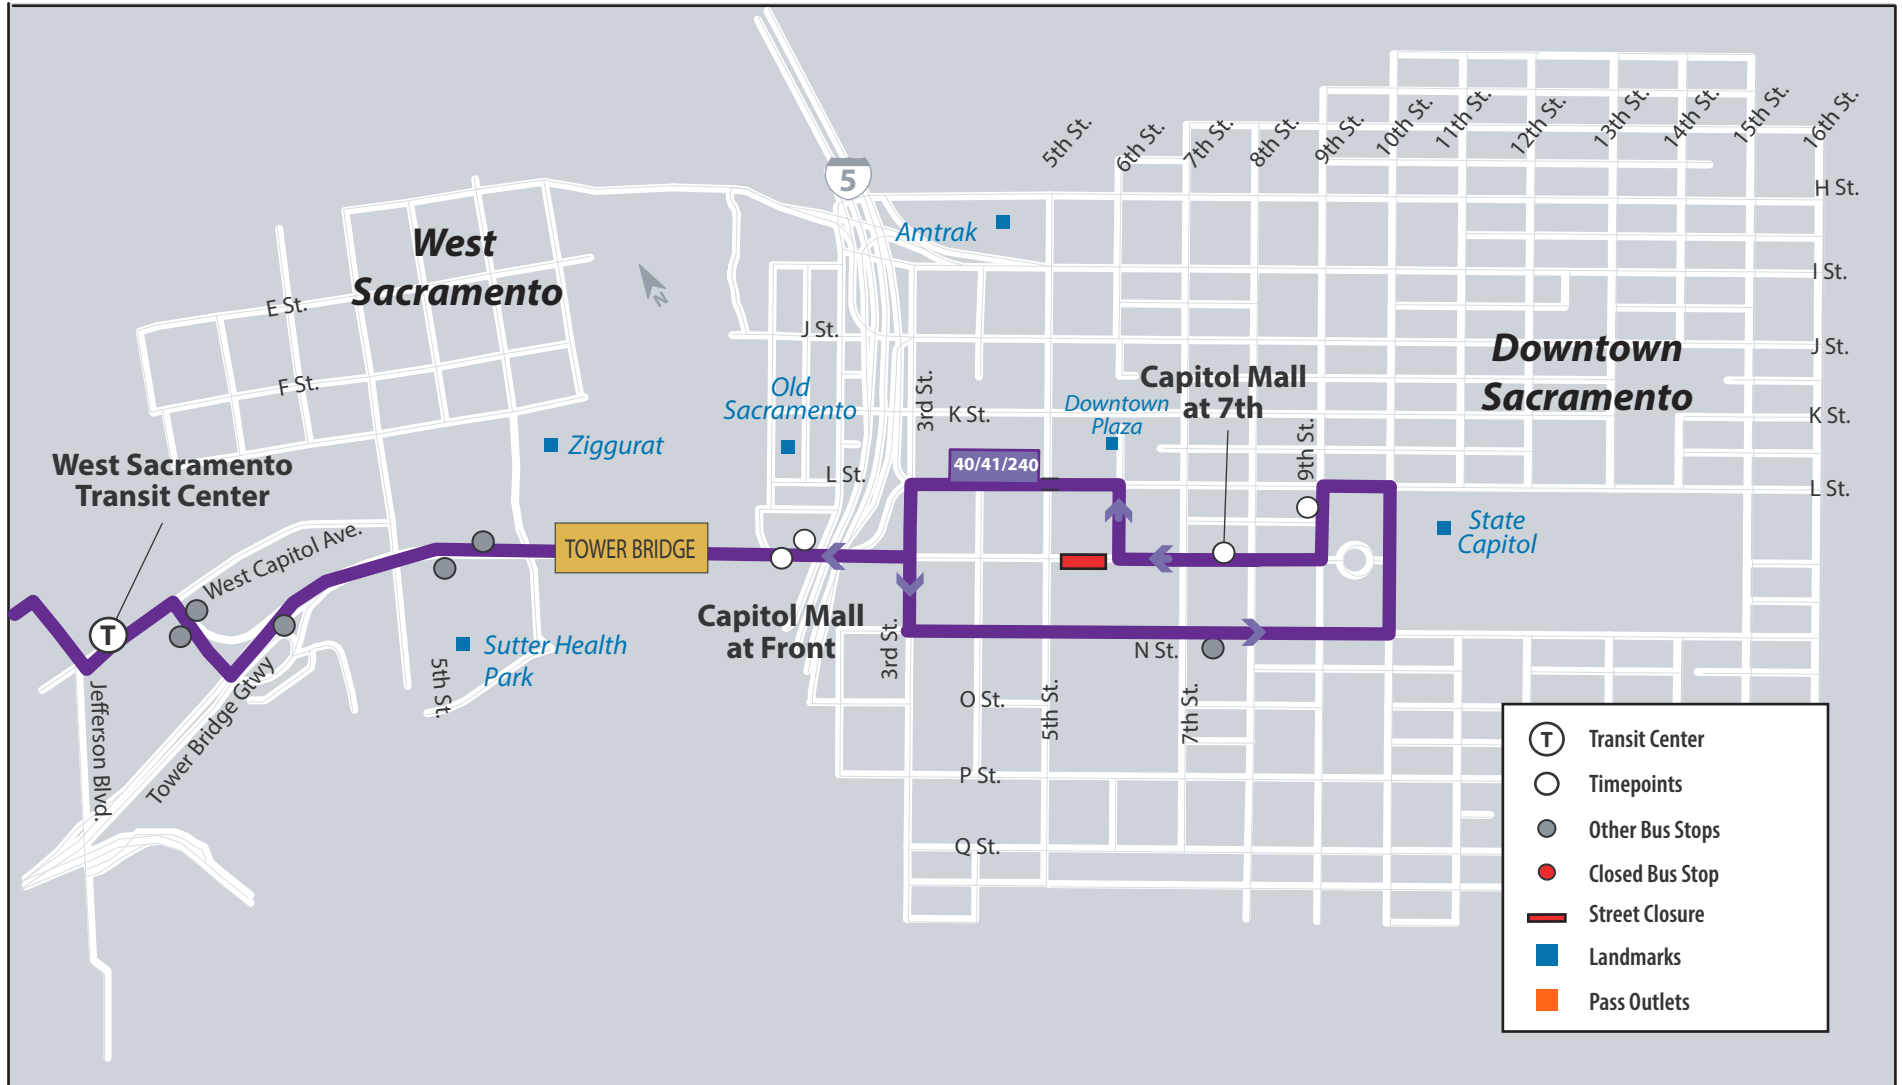 5th St.
6th St.
7th St.
8th St.
9th St.
10th St.
11th St.
12th St.
13th St.
14th St.
15th St.
16th St.
5
H St.
Amtrak
West
Sacramento
N
I St.
E St.
J St.
J St.
Downtown
Sacramento
F St.
Old
Sacramento
3rd St.
K St.
Downtown
Plaza
Capitol Mall
at 7th
K St.
Ziggurat
9th St.
West Sacramento
Transit Center
L St.
40/41/240
L St.
State
Capitol
West Capitol Ave.
TOWER BRIDGE
T
Capitol Mall
at Front
3rd St.
N St.
Sutter Health
Park
5th St.
Jefferson Blvd.
Tower Bridge Gtwy
O St.
5th St.
7th St.
P St.
Q St.
T Transit Center
Timepoints
Other Bus Stops
Closed Bus Stop
Street Closure
Landmarks
Pass Outlets